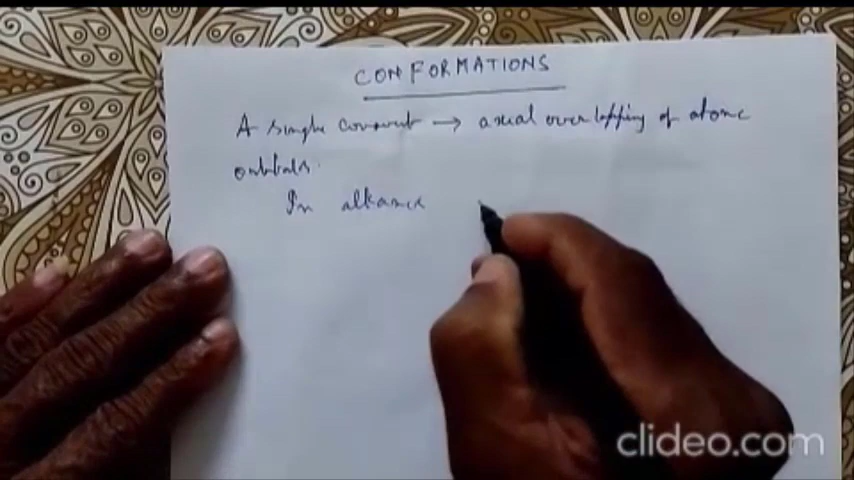 CONFORMATIONS
A single covalent → axial overlapping of atomic
orbitals.
In alkanes
clideo.com